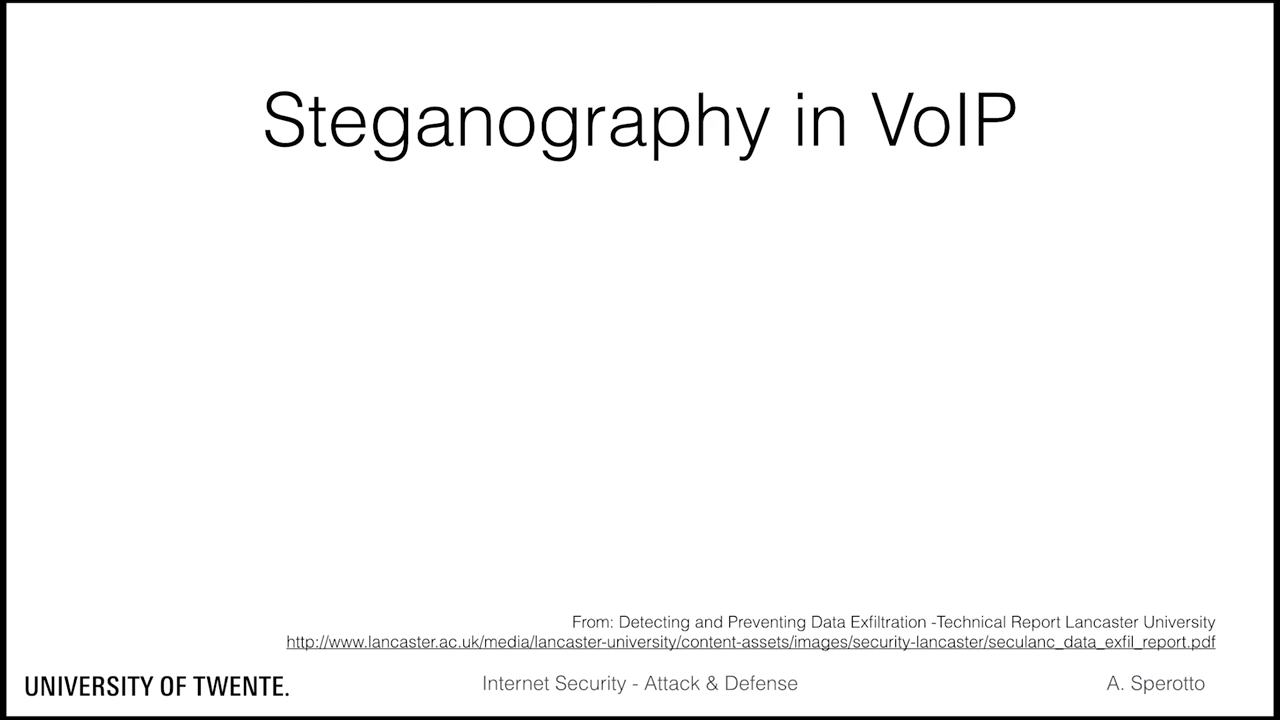 Steganography in VoIP
From: Detecting and Preventing Data Exfiltration -Technical Report Lancaster University
http://www.lancaster.ac.uk/media/lancaster-university/content-assets/images/security-lancaster/seculanc_data_exfil_report.pdf
UNIVERSITY OF TWENTE. Internet Security - Attack & Defense A. Sperotto